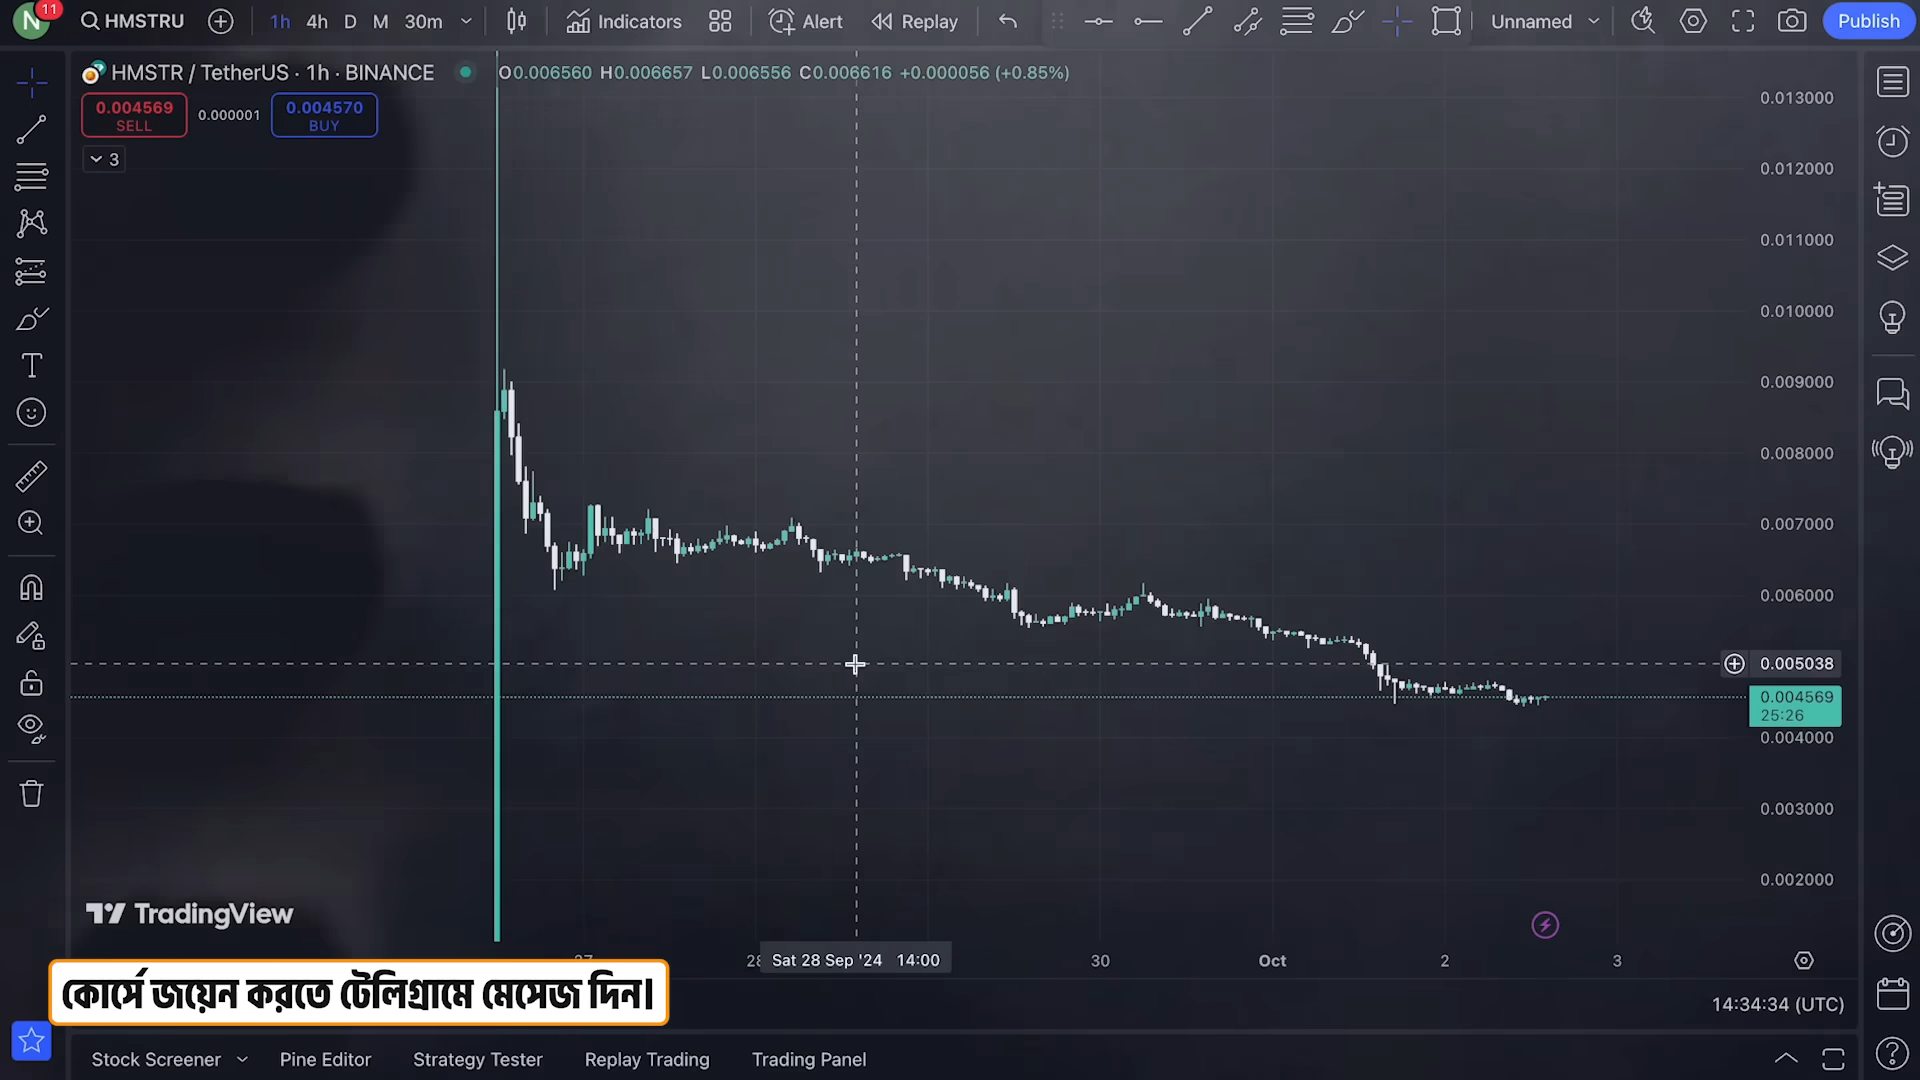 N 11 HMSTRU 1h 4h D M 30m Indicators Alert Replay Unnamed Publish
HMSTR / TetherUS · 1h · BINANCE O0.006560 H0.006657 L0.006556 C0.006616 +0.000056 (+0.85%)
0.004569 SELL 0.000001 0.004570 BUY
3
0.013000
0.012000
0.011000
0.010000
0.009000
0.008000
0.007000
0.006000
0.005038
0.004569
25:26
0.004000
0.003000
0.002000
TradingView
Sat 28 Sep '24 14:00 30 Oct 2 3
কোর্সে জয়েন করতে টেলিগ্রামে মেসেজ দিন।
14:34:34 (UTC)
Stock Screener Pine Editor Strategy Tester Replay Trading Trading Panel